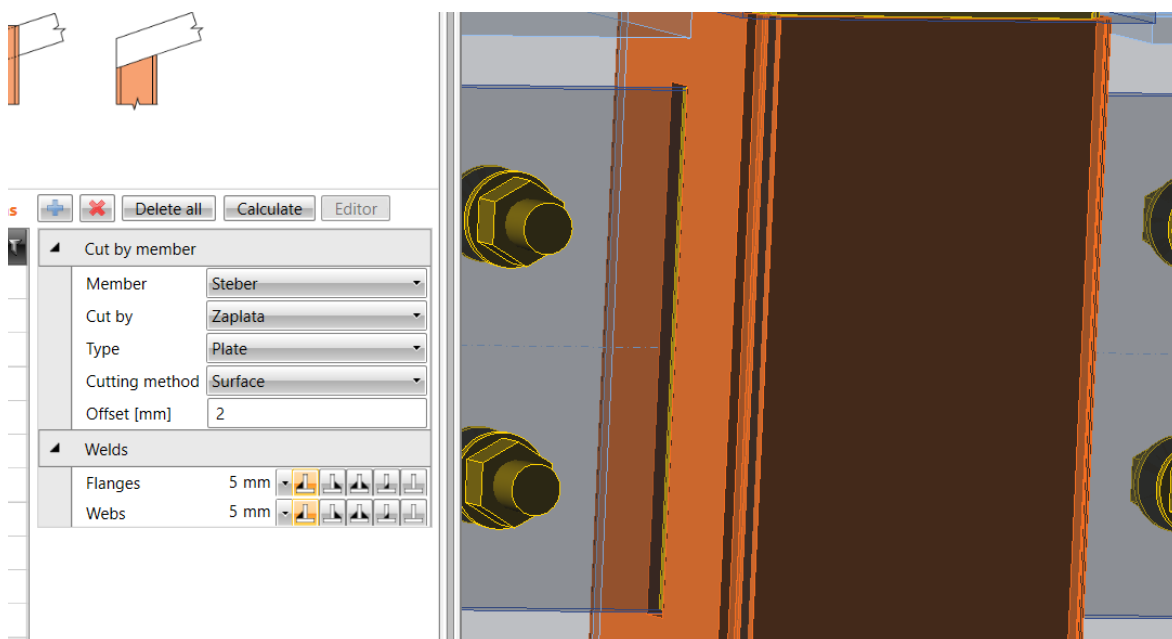 Delete all Calculate Editor
Cut by member
Member Steber
Cut by Zaplata
Type Plate
Cutting method Surface
Offset [mm] 2
Welds
Flanges 5 mm
Webs 5 mm